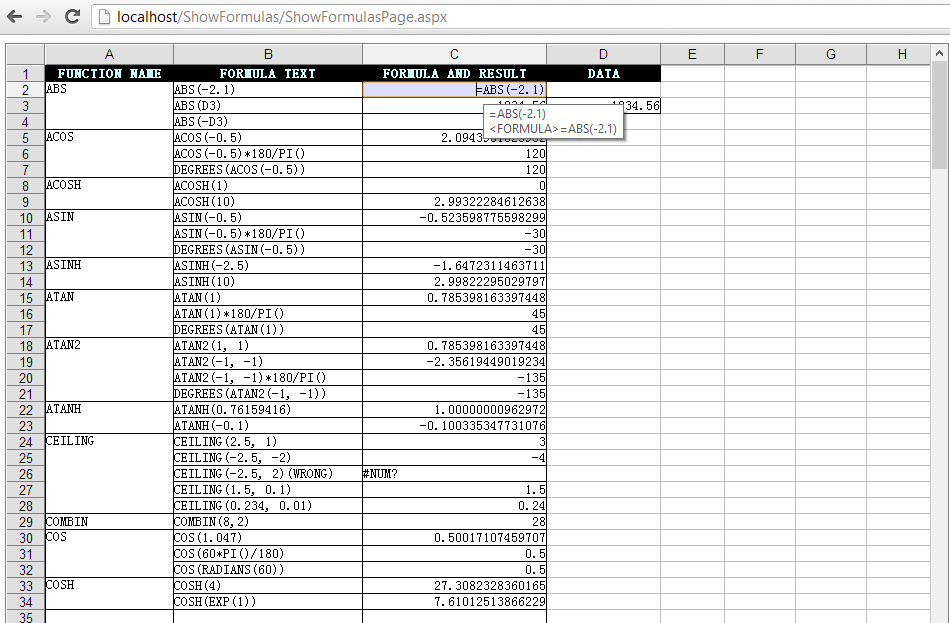 localhost/ShowFormulas/ShowFormulasPage.aspx
A B C D E F G H
1 FUNCTION NAME FORMULA TEXT FORMULA AND RESULT DATA
2 ABS ABS(-2.1) =ABS(-2.1)
3 ABS(D3) 1234.56
=ABS(-2.1)
<FORMULA>=ABS(-2.1)
4 ABS(-D3)
5 ACOS ACOS(-0.5)
6 ACOS(-0.5)*180/PI() 120
7 DEGREES(ACOS(-0.5)) 120
8 ACOSH ACOSH(1) 0
9 ACOSH(10) 2.99322284612638
10 ASIN ASIN(-0.5) -0.523598775598299
11 ASIN(-0.5)*180/PI() -30
12 DEGREES(ASIN(-0.5)) -30
13 ASINH ASINH(-2.5) -1.6472311463711
14 ASINH(10) 2.99822295029797
15 ATAN ATAN(1) 0.785398163397448
16 ATAN(1)*180/PI() 45
17 DEGREES(ATAN(1)) 45
18 ATAN2 ATAN2(1, 1) 0.785398163397448
19 ATAN2(-1, -1) -2.35619449019234
20 ATAN2(-1, -1)*180/PI() -135
21 DEGREES(ATAN2(-1, -1)) -135
22 ATANH ATANH(0.76159416) 1.00000000962972
23 ATANH(-0.1) -0.100335347731076
24 CEILING CEILING(2.5, 1) 3
25 CEILING(-2.5, -2) -4
26 CEILING(-2.5, 2)(WRONG) #NUM?
27 CEILING(1.5, 0.1) 1.5
28 CEILING(0.234, 0.01) 0.24
29 COMBIN COMBIN(8,2) 28
30 COS COS(1.047) 0.50017107459707
31 COS(60*PI()/180) 0.5
32 COS(RADIANS(60)) 0.5
33 COSH COSH(4) 27.3082328360165
34 COSH(EXP(1)) 7.61012513866229
35